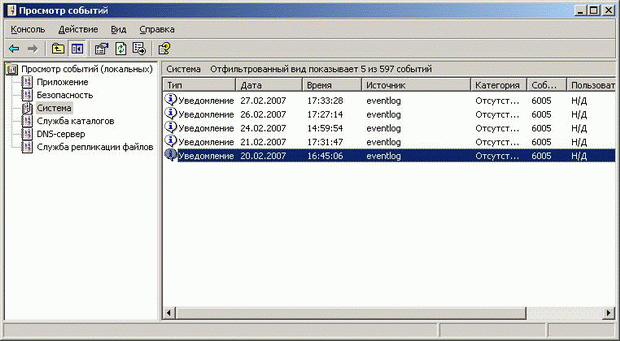 Просмотр событий
Консоль Действие Вид Справка
Просмотр событий (локальных)
Приложение
Безопасность
Система
Служба каталогов
DNS-сервер
Служба репликации файлов
Система Отфильтрованный вид показывает 5 из 597 событий
Тип Дата Время Источник Категория Соб... Пользоват
Уведомление 27.02.2007 17:33:28 eventlog Отсутст... 6005 Н/Д
Уведомление 26.02.2007 17:27:14 eventlog Отсутст... 6005 Н/Д
Уведомление 24.02.2007 14:59:54 eventlog Отсутст... 6005 Н/Д
Уведомление 21.02.2007 17:31:47 eventlog Отсутст... 6005 Н/Д
Уведомление 20.02.2007 16:45:06 eventlog Отсутст... 6005 Н/Д